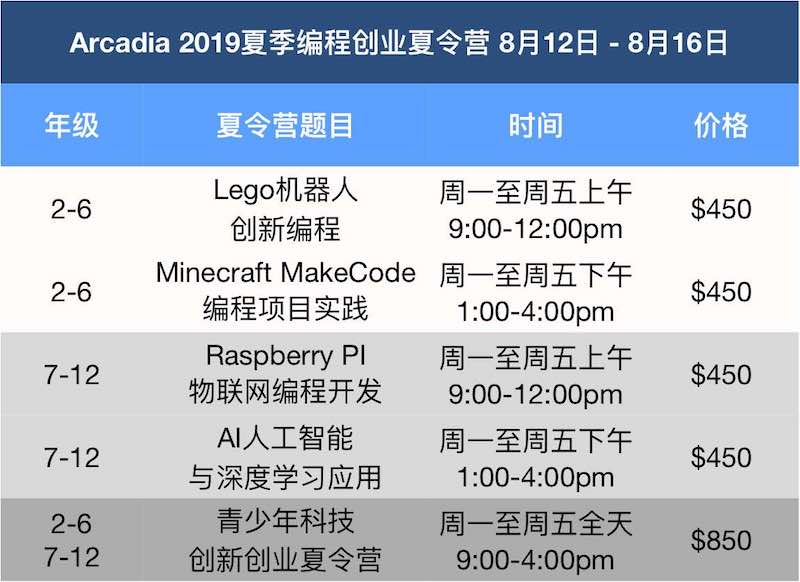 Arcadia 2019夏季编程创业夏令营 8月12日 - 8月16日
年级 夏令营题目 时间 价格
2-6 Lego机器人 创新编程 周一至周五上午 9:00-12:00pm $450
2-6 Minecraft MakeCode 编程项目实践 周一至周五下午 1:00-4:00pm $450
7-12 Raspberry PI 物联网编程开发 周一至周五上午 9:00-12:00pm $450
7-12 AI人工智能 与深度学习应用 周一至周五下午 1:00-4:00pm $450
2-6 7-12 青少年科技 创新创业夏令营 周一至周五全天 9:00-4:00pm $850